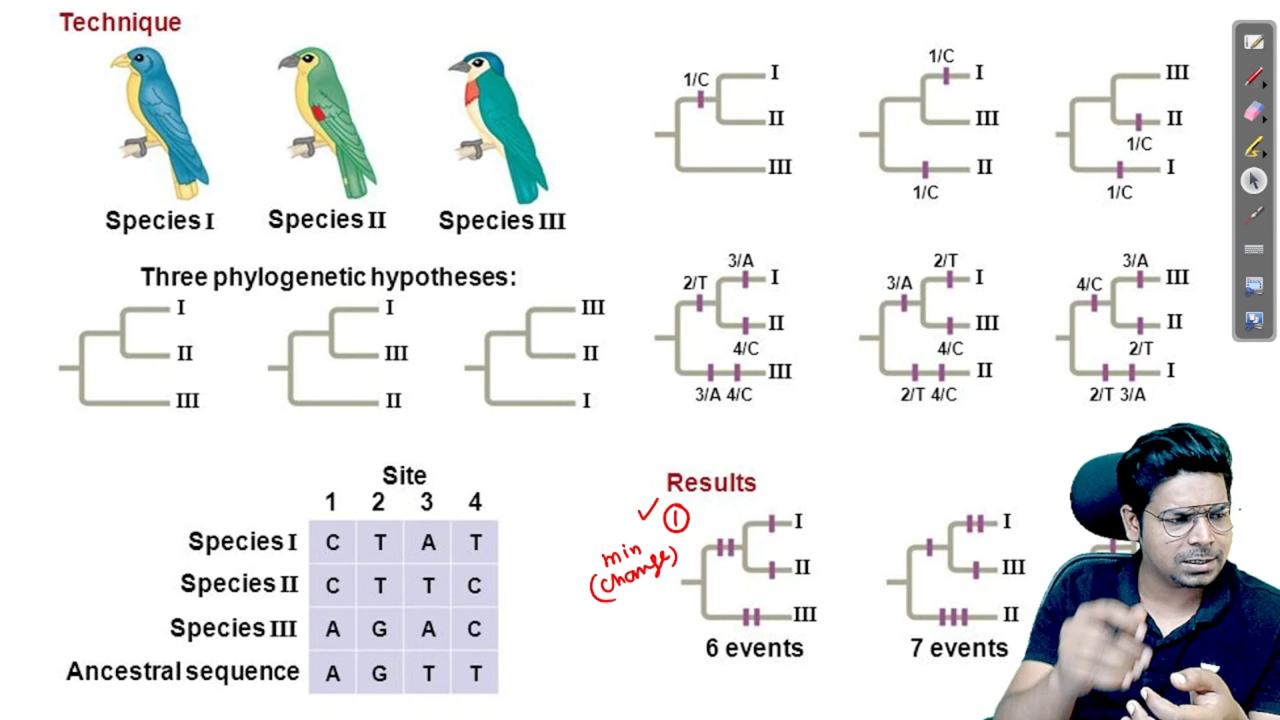 Technique
Species I
Species II
Species III
Three phylogenetic hypotheses:
I
II
III
I
III
II
III
II
I
Site
1 2 3 4
Species I C T A T
Species II C T T C
Species III A G A C
Ancestral sequence A G T T
1/C
I
II
III
1/C
I
III
II
1/C
III
II
1/C
I
1/C
3/A
2/T
I
II
4/C
III
3/A 4/C
2/T
3/A
I
III
4/C
II
2/T 4/C
3/A
4/C
III
II
2/T
I
2/T 3/A
Results
1
min
(change)
I
II
III
6 events
I
III
II
7 events